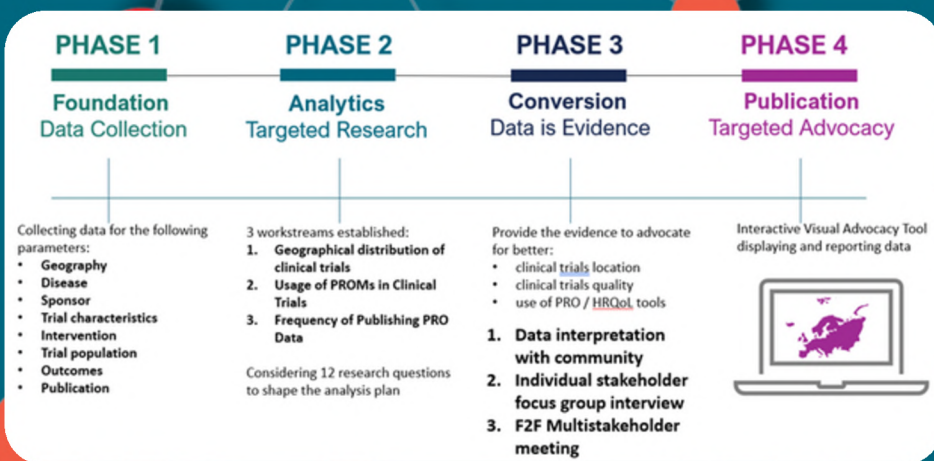 PHASE 1
Foundation
Data Collection
Collecting data for the following
parameters:
• Geography
• Disease
• Sponsor
• Trial characteristics
• Intervention
• Trial population
• Outcomes
• Publication
PHASE 2
Analytics
Targeted Research
3 workstreams established:
1. Geographical distribution of
clinical trials
2. Usage of PROMs in Clinical
Trials
3. Frequency of Publishing PRO
Data
Considering 12 research questions
to shape the analysis plan
PHASE 3
Conversion
Data is Evidence
Provide the evidence to advocate
for better:
• clinical trials location
• clinical trials quality
• use of PRO / HRQoL tools
1. Data interpretation
with community
2. Individual stakeholder
focus group interview
3. F2F Multistakeholder
meeting
PHASE 4
Publication
Targeted Advocacy
Interactive Visual Advocacy Tool
displaying and reporting data